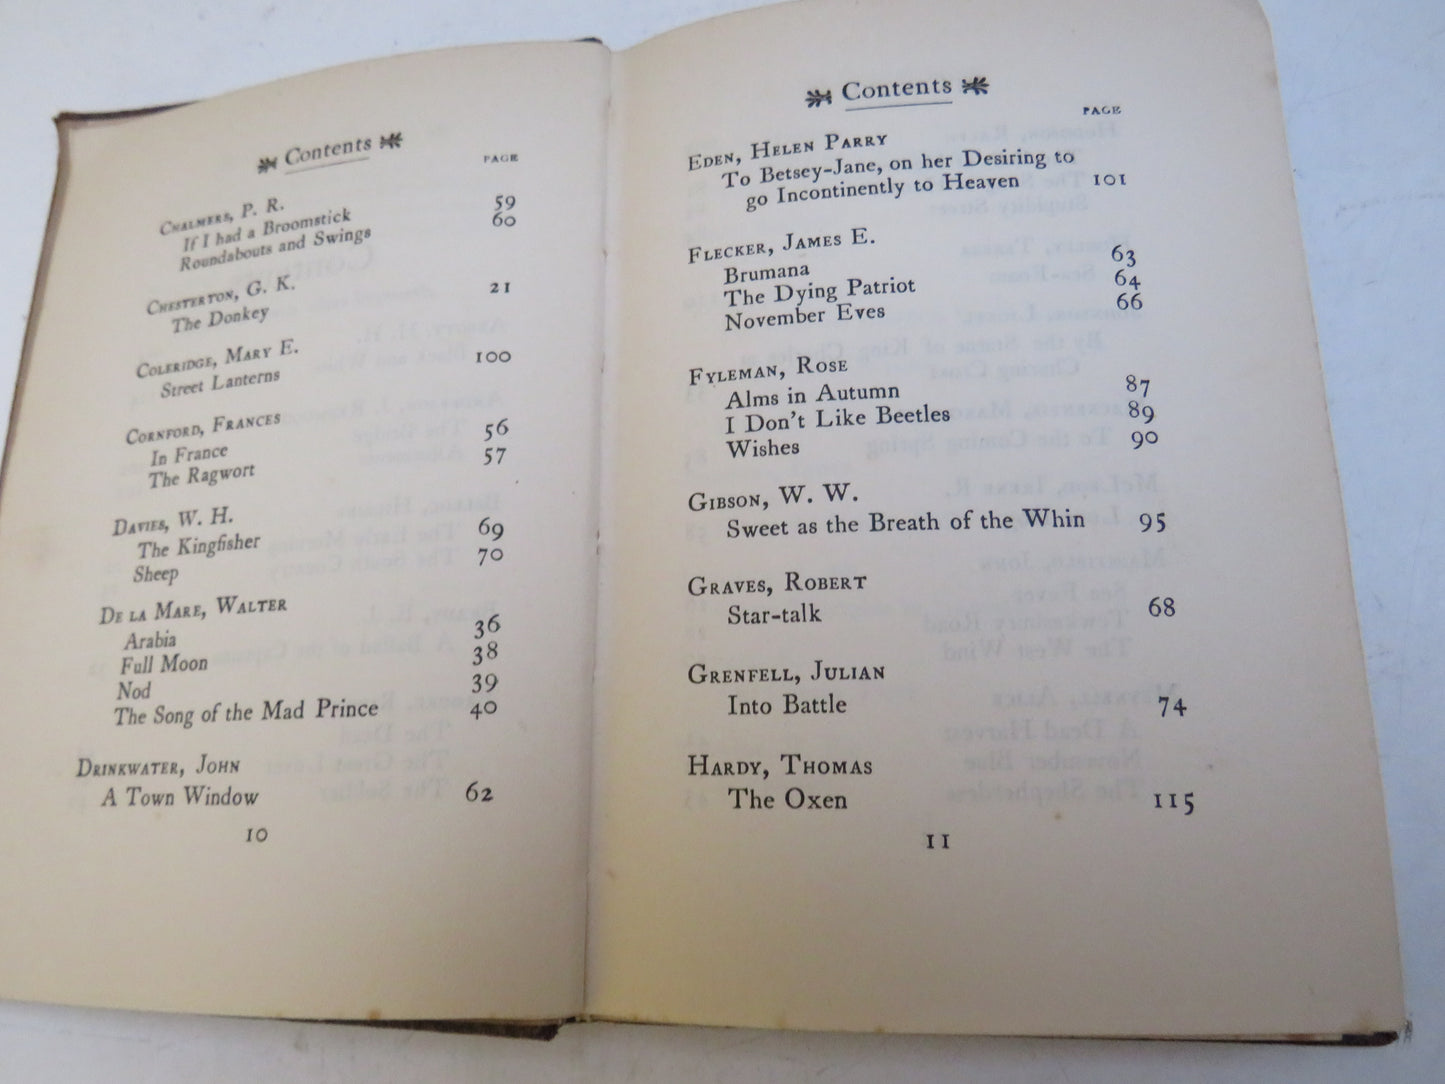 Contents
PAGE
CHALMERS, P. R.
If I had a Broomstick 59
Roundabouts and Swings 60
CHESTERTON, G. K.
The Donkey 21
COLERIDGE, MARY E.
Street Lanterns 100
CORNFORD, FRANCES
In France 56
The Ragwort 57
DAVIES, W. H.
The Kingfisher 69
Sheep 70
DE LA MARE, WALTER
Arabia 36
Full Moon 38
Nod 39
The Song of the Mad Prince 40
DRINKWATER, JOHN
A Town Window 62
10
Contents
PAGE
EDEN, HELEN PARRY
To Betsey-Jane, on her Desiring to
go Incontinently to Heaven 101
FLECKER, JAMES E.
Brumana 63
The Dying Patriot 64
November Eves 66
FYLEMAN, ROSE
Alms in Autumn 87
I Don't Like Beetles 89
Wishes 90
GIBSON, W. W.
Sweet as the Breath of the Whin 95
GRAVES, ROBERT
Star-talk 68
GRENFELL, JULIAN
Into Battle 74
HARDY, THOMAS
The Oxen 115
11